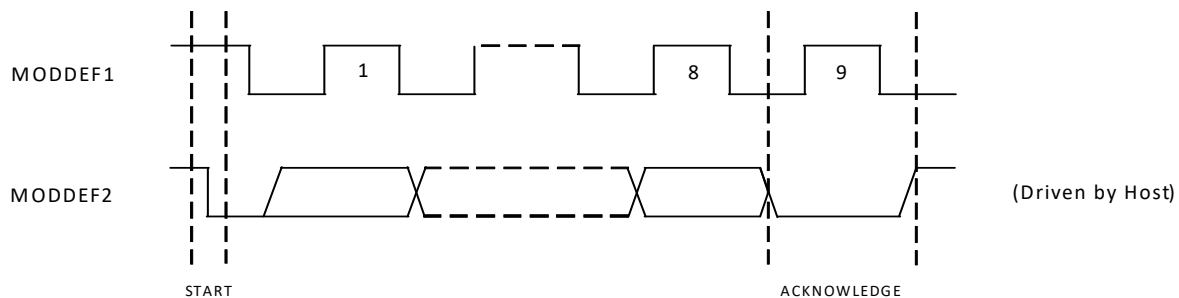 MODDEF1
1
8
9
MODDEF2
(Driven by Host)
START
ACKNOWLEDGE